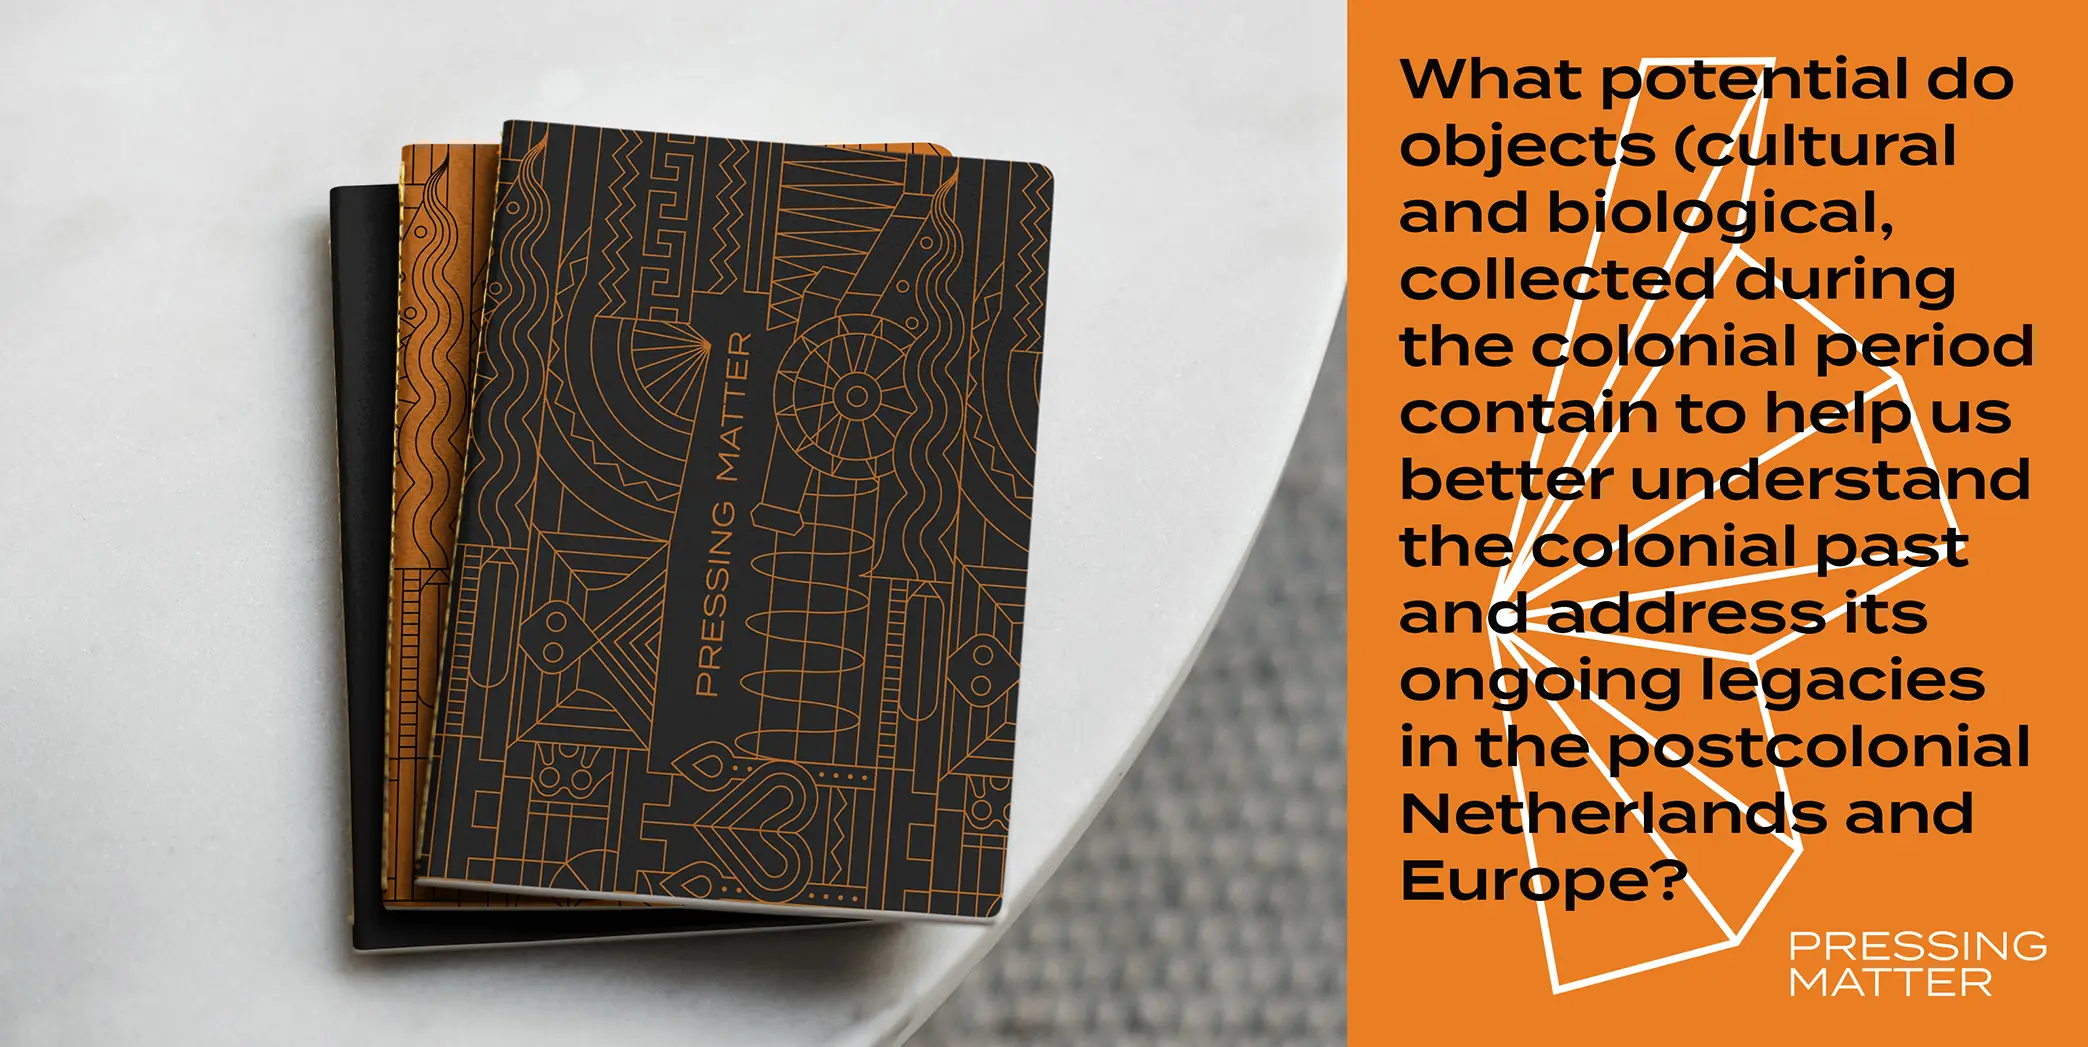 PRESSING MATTER
What potential do
objects (cultural
and biological,
collected during
the colonial period
contain to help us
better understand
the colonial past
and address its
ongoing legacies
in the postcolonial
Netherlands and
Europe?
PRESSING
MATTER